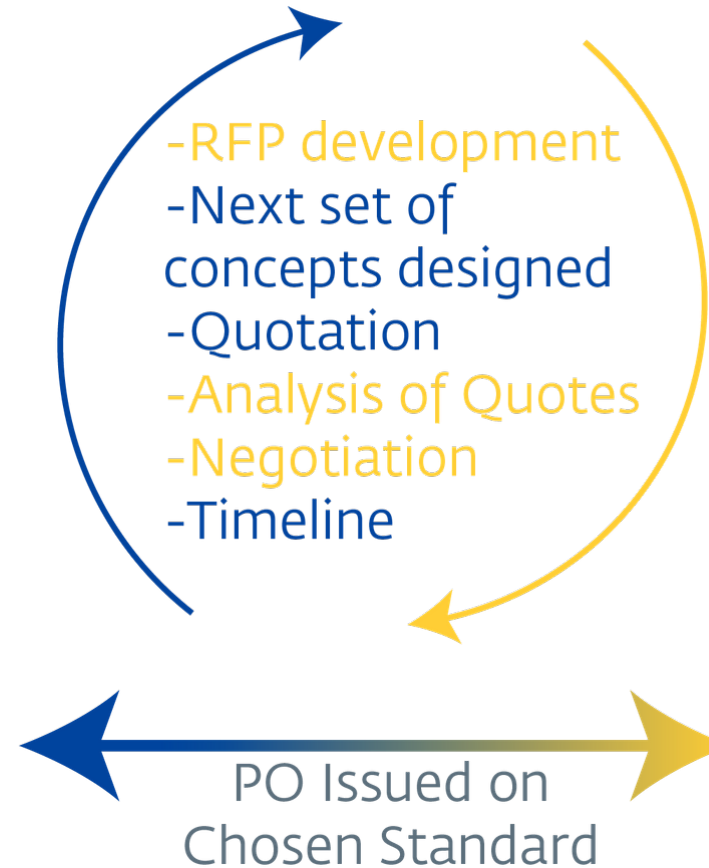 -RFP development
-Next set of
concepts designed
-Quotation
-Analysis of Quotes
-Negotiation
-Timeline
PO Issued on
Chosen Standard